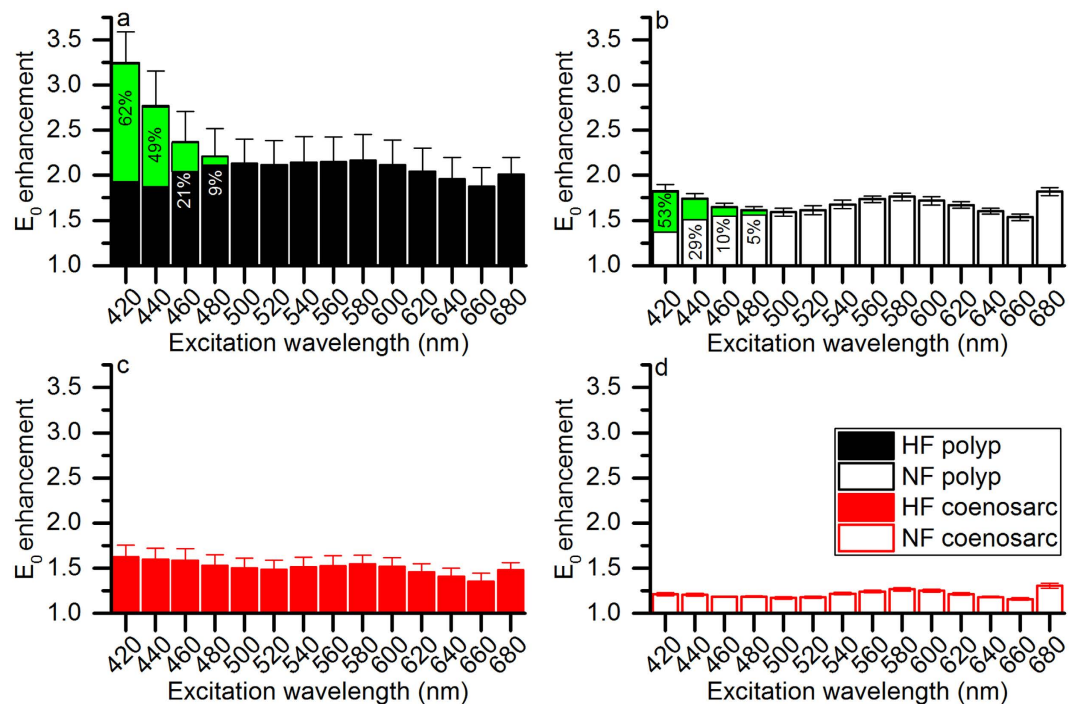 a
E0 enhancement
3.5
3.0
2.5
2.0
1.5
1.0
62%
49%
21%
9%
420 440 460 480 500 520 540 560 580 600 620 640 660 680
Excitation wavelength (nm)
b
E0 enhancement
3.5
3.0
2.5
2.0
1.5
1.0
53%
29%
10%
5%
420 440 460 480 500 520 540 560 580 600 620 640 660 680
Excitation wavelength (nm)
c
E0 enhancement
3.5
3.0
2.5
2.0
1.5
1.0
420 440 460 480 500 520 540 560 580 600 620 640 660 680
Excitation wavelength (nm)
d
E0 enhancement
3.5
3.0
2.5
2.0
1.5
1.0
HF polyp
NF polyp
HF coenosarc
NF coenosarc
420 440 460 480 500 520 540 560 580 600 620 640 660 680
Excitation wavelength (nm)